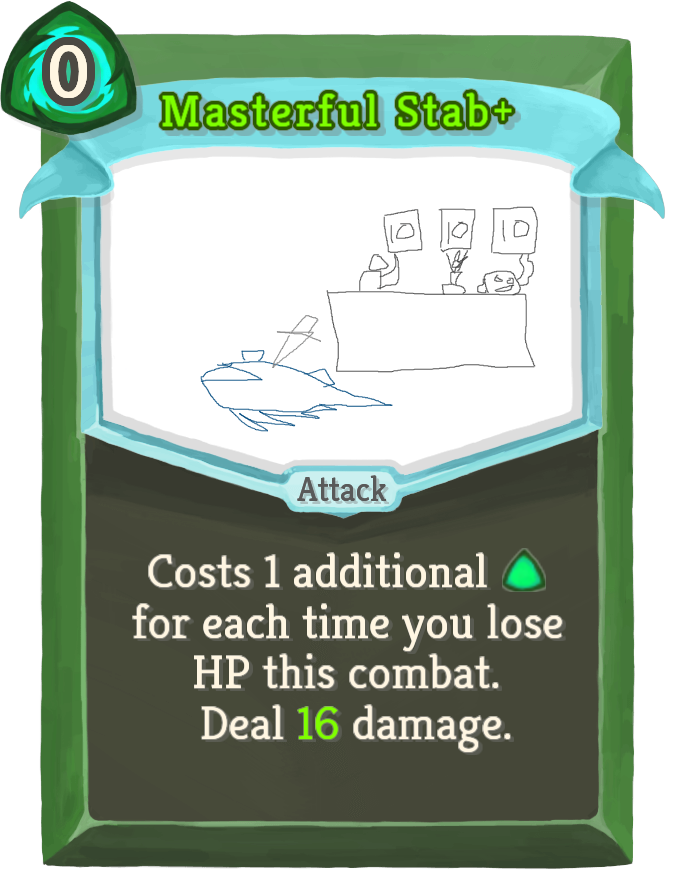 0
Masterful Stab+
10 10 10
Attack
Costs 1 additional
for each time you lose
HP this combat.
Deal 16 damage.